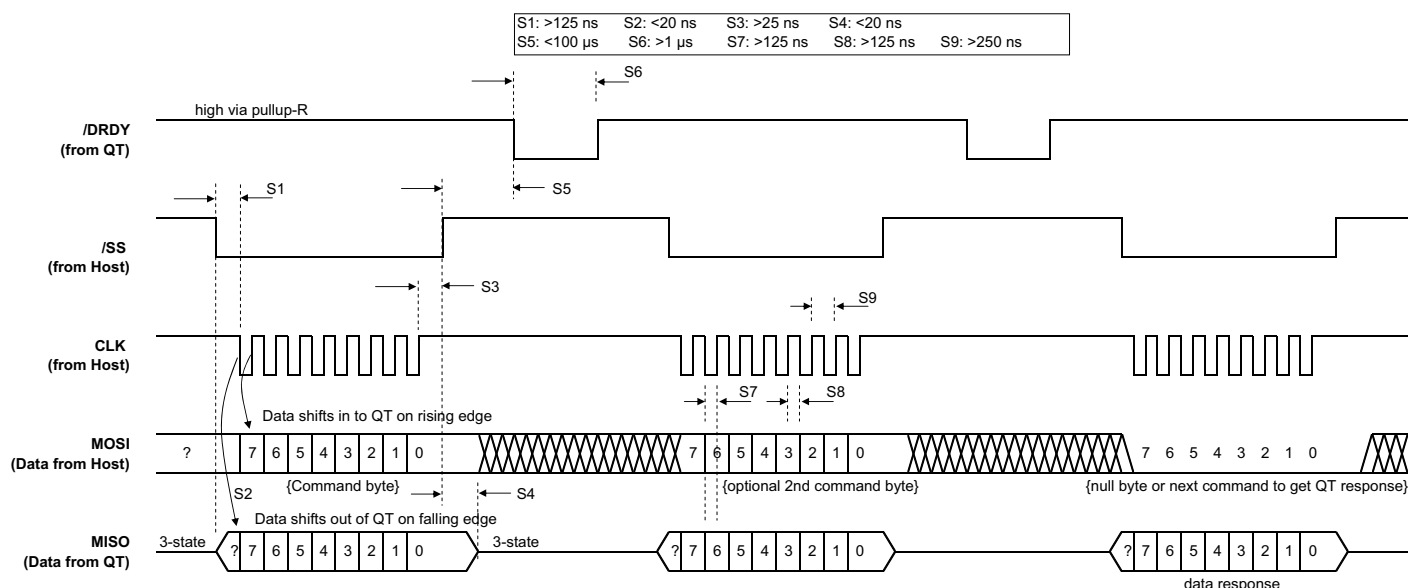 S1: >125 ns S2: <20 ns S3: >25 ns S4: <20 ns
S5: <100 µs S6: >1 µs S7: >125 ns S8: >125 ns S9: >250 ns
S6
high via pullup-R
/DRDY
(from QT)
S1
S5
/SS
(from Host)
S3
S9
CLK
(from Host)
S7
S8
Data shifts in to QT on rising edge
MOSI
(Data from Host)
? 7 6 5 4 3 2 1 0 7 6 5 4 3 2 1 0 7 6 5 4 3 2 1 0
S2
{Command byte}
S4
{optional 2nd command byte}
{null byte or next command to get QT response}
Data shifts out of QT on falling edge
MISO
(Data from QT)
3-state ? 7 6 5 4 3 2 1 0 3-state ? 7 6 5 4 3 2 1 0 ? 7 6 5 4 3 2 1 0
data response